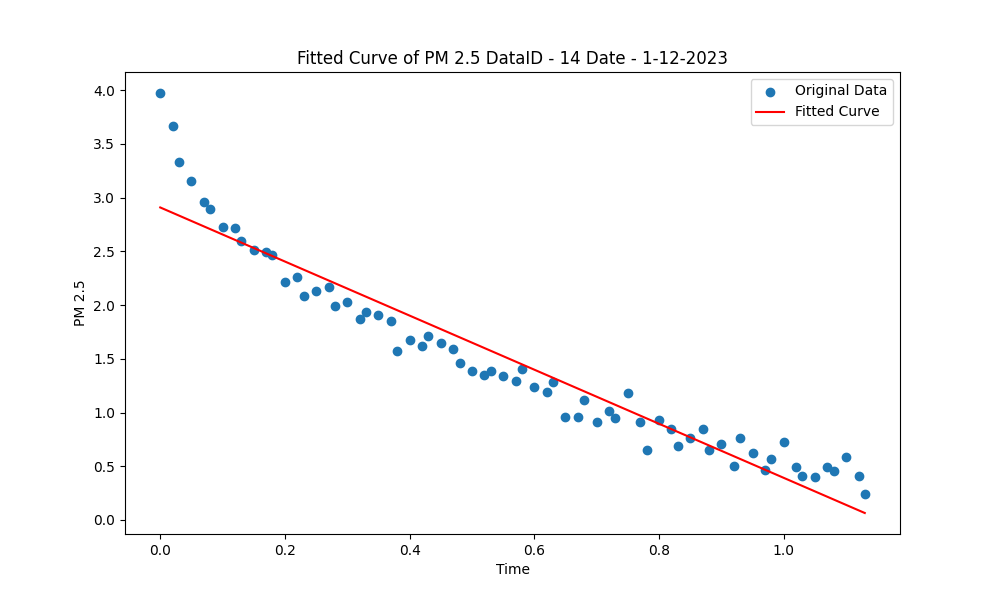 Fitted Curve of PM 2.5 DataID - 14 Date - 1-12-2023
Original Data
Fitted Curve
4.0
3.5
3.0
2.5
2.0
1.5
1.0
0.5
0.0
PM 2.5
0.0 0.2 0.4 0.6 0.8 1.0
Time